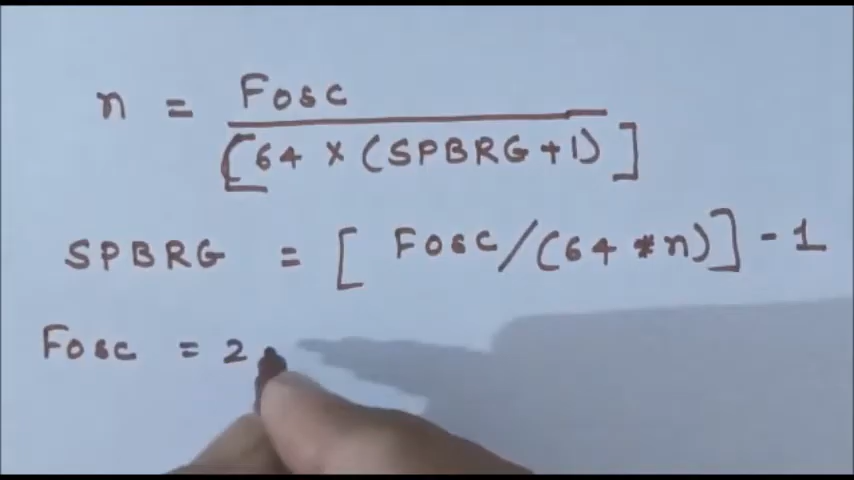 n = Fosc / [64 × (SPBRG + 1)]
SPBRG = [Fosc/(64 * n)] - 1
Fosc = 2